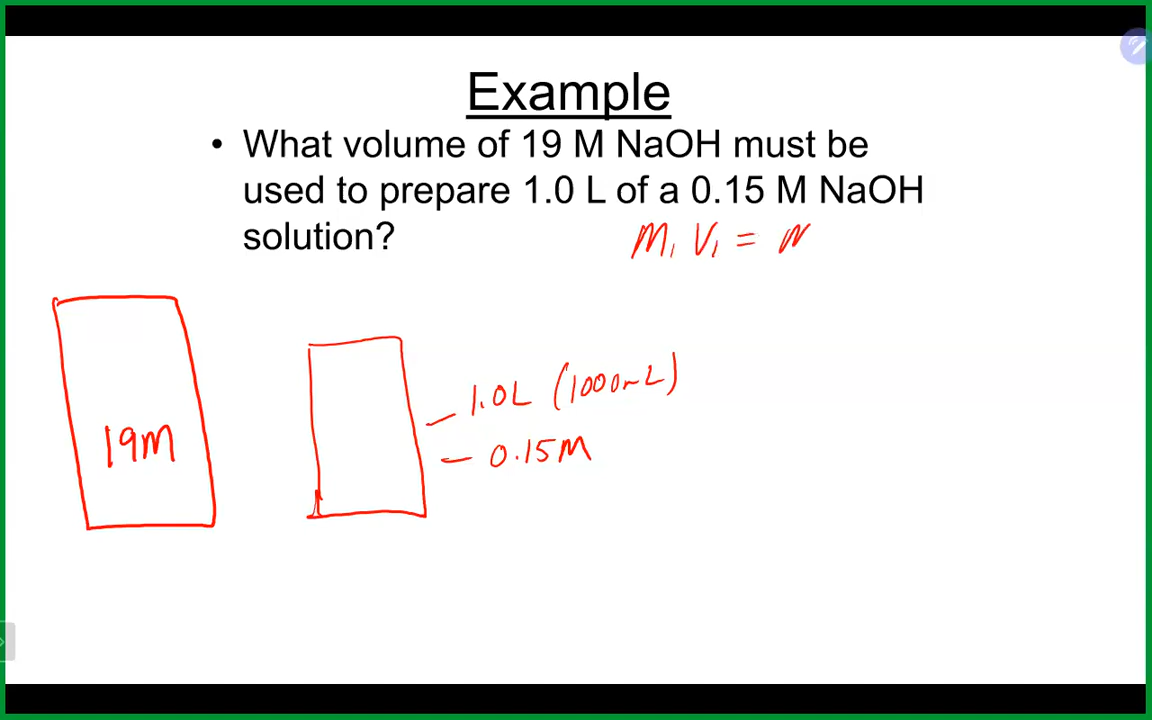 Example
• What volume of 19 M NaOH must be
used to prepare 1.0 L of a 0.15 M NaOH
solution?
M₁ V₁ = M
19M
1.0L (1000mL)
- 0.15M